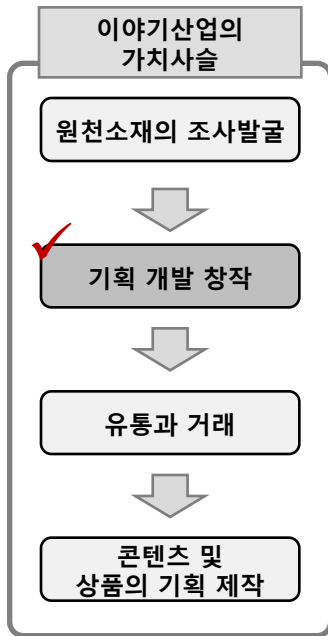 이야기산업의
가치사슬
원천소재의 조사발굴
기획 개발 창작
유통과 거래
콘텐츠 및
상품의 기획 제작